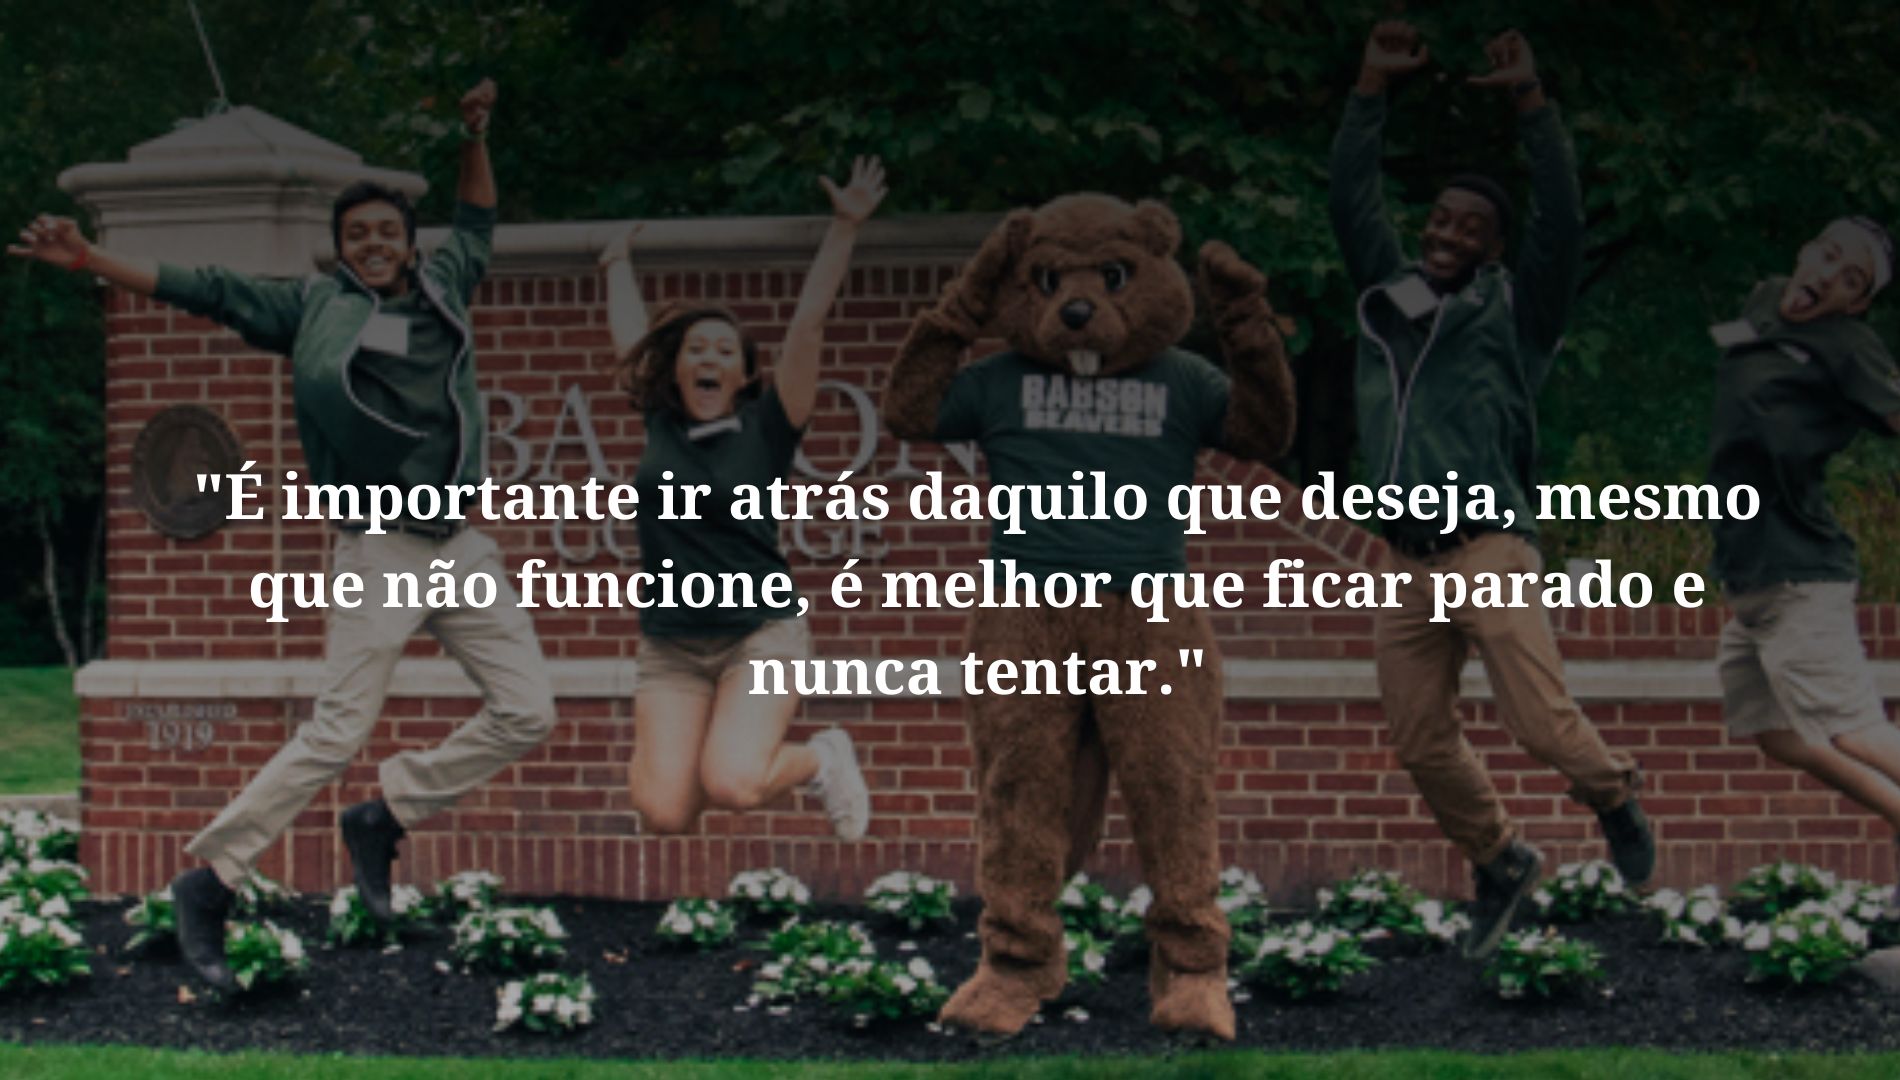 BABSON
BEAVERS
"É importante ir atrás daquilo que deseja, mesmo
que não funcione, é melhor que ficar parado e
nunca tentar."
1919